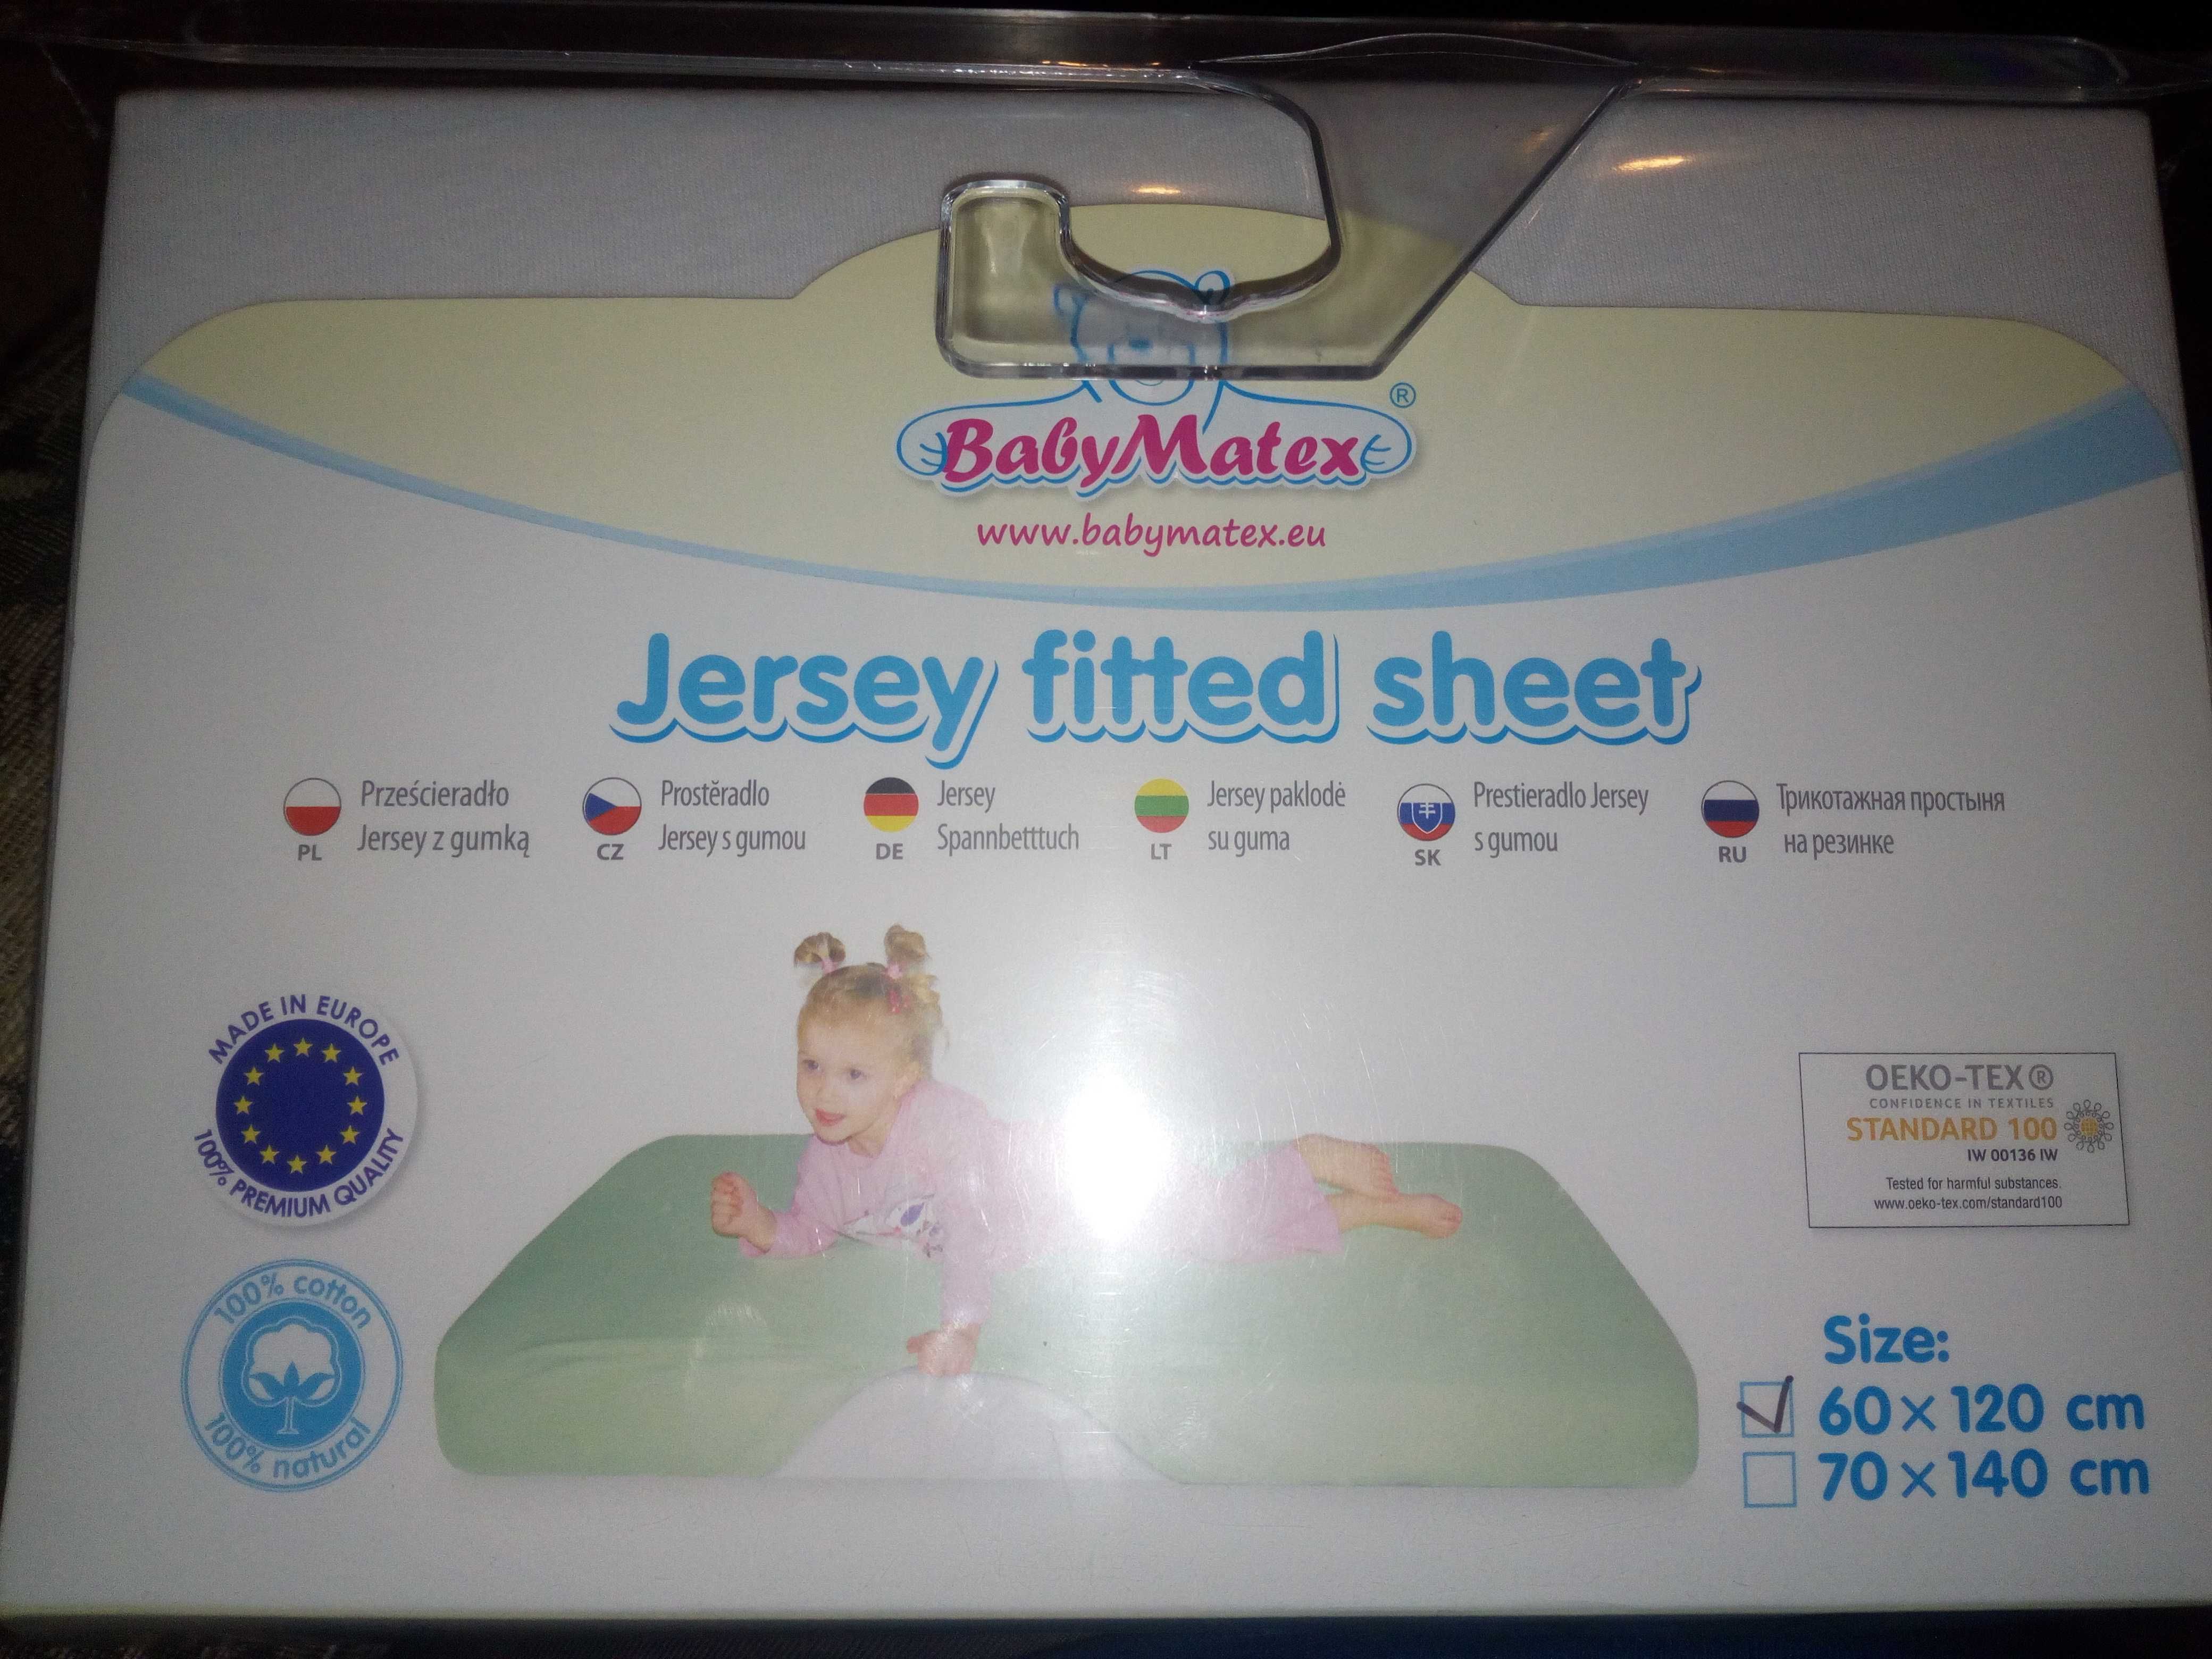 BabyMatex®
www.babymatex.eu
Jersey fitted sheet
PL
Prześcieradło
Jersey z gumką
CZ
Prostěradlo
Jersey s gumou
DE
Jersey
Spannbetttuch
LT
Jersey paklodė
su guma
SK
Prestieradlo Jersey
s gumou
RU
Трикотажная простыня
на резинке
MADE IN EUROPE
100% PREMIUM QUALITY
100% cotton
100% natural
OEKO-TEX®
CONFIDENCE IN TEXTILES
STANDARD 100
IW 00136 IW
Tested for harmful substances.
www.oeko-tex.com/standard100
Size:
60 × 120 cm
70 × 140 cm